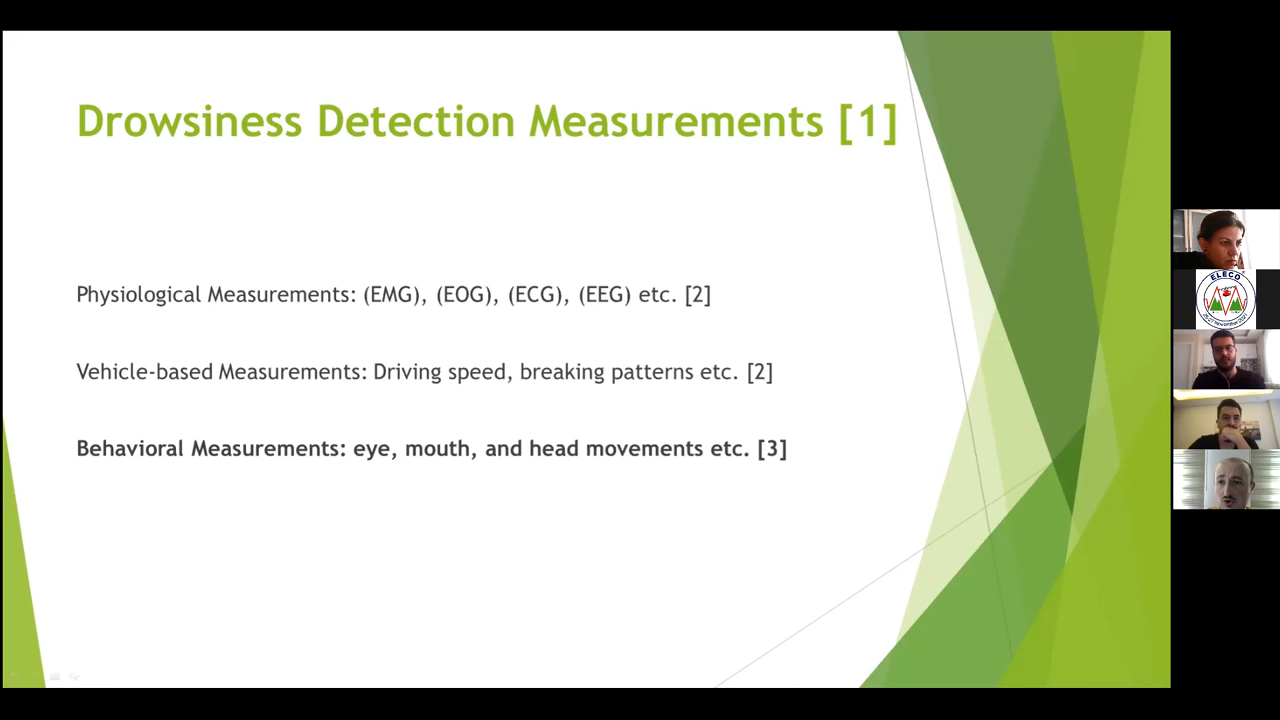 Drowsiness Detection Measurements [1]
Physiological Measurements: (EMG), (EOG), (ECG), (EEG) etc. [2]
Vehicle-based Measurements: Driving speed, breaking patterns etc. [2]
Behavioral Measurements: eye, mouth, and head movements etc. [3]
ELECO